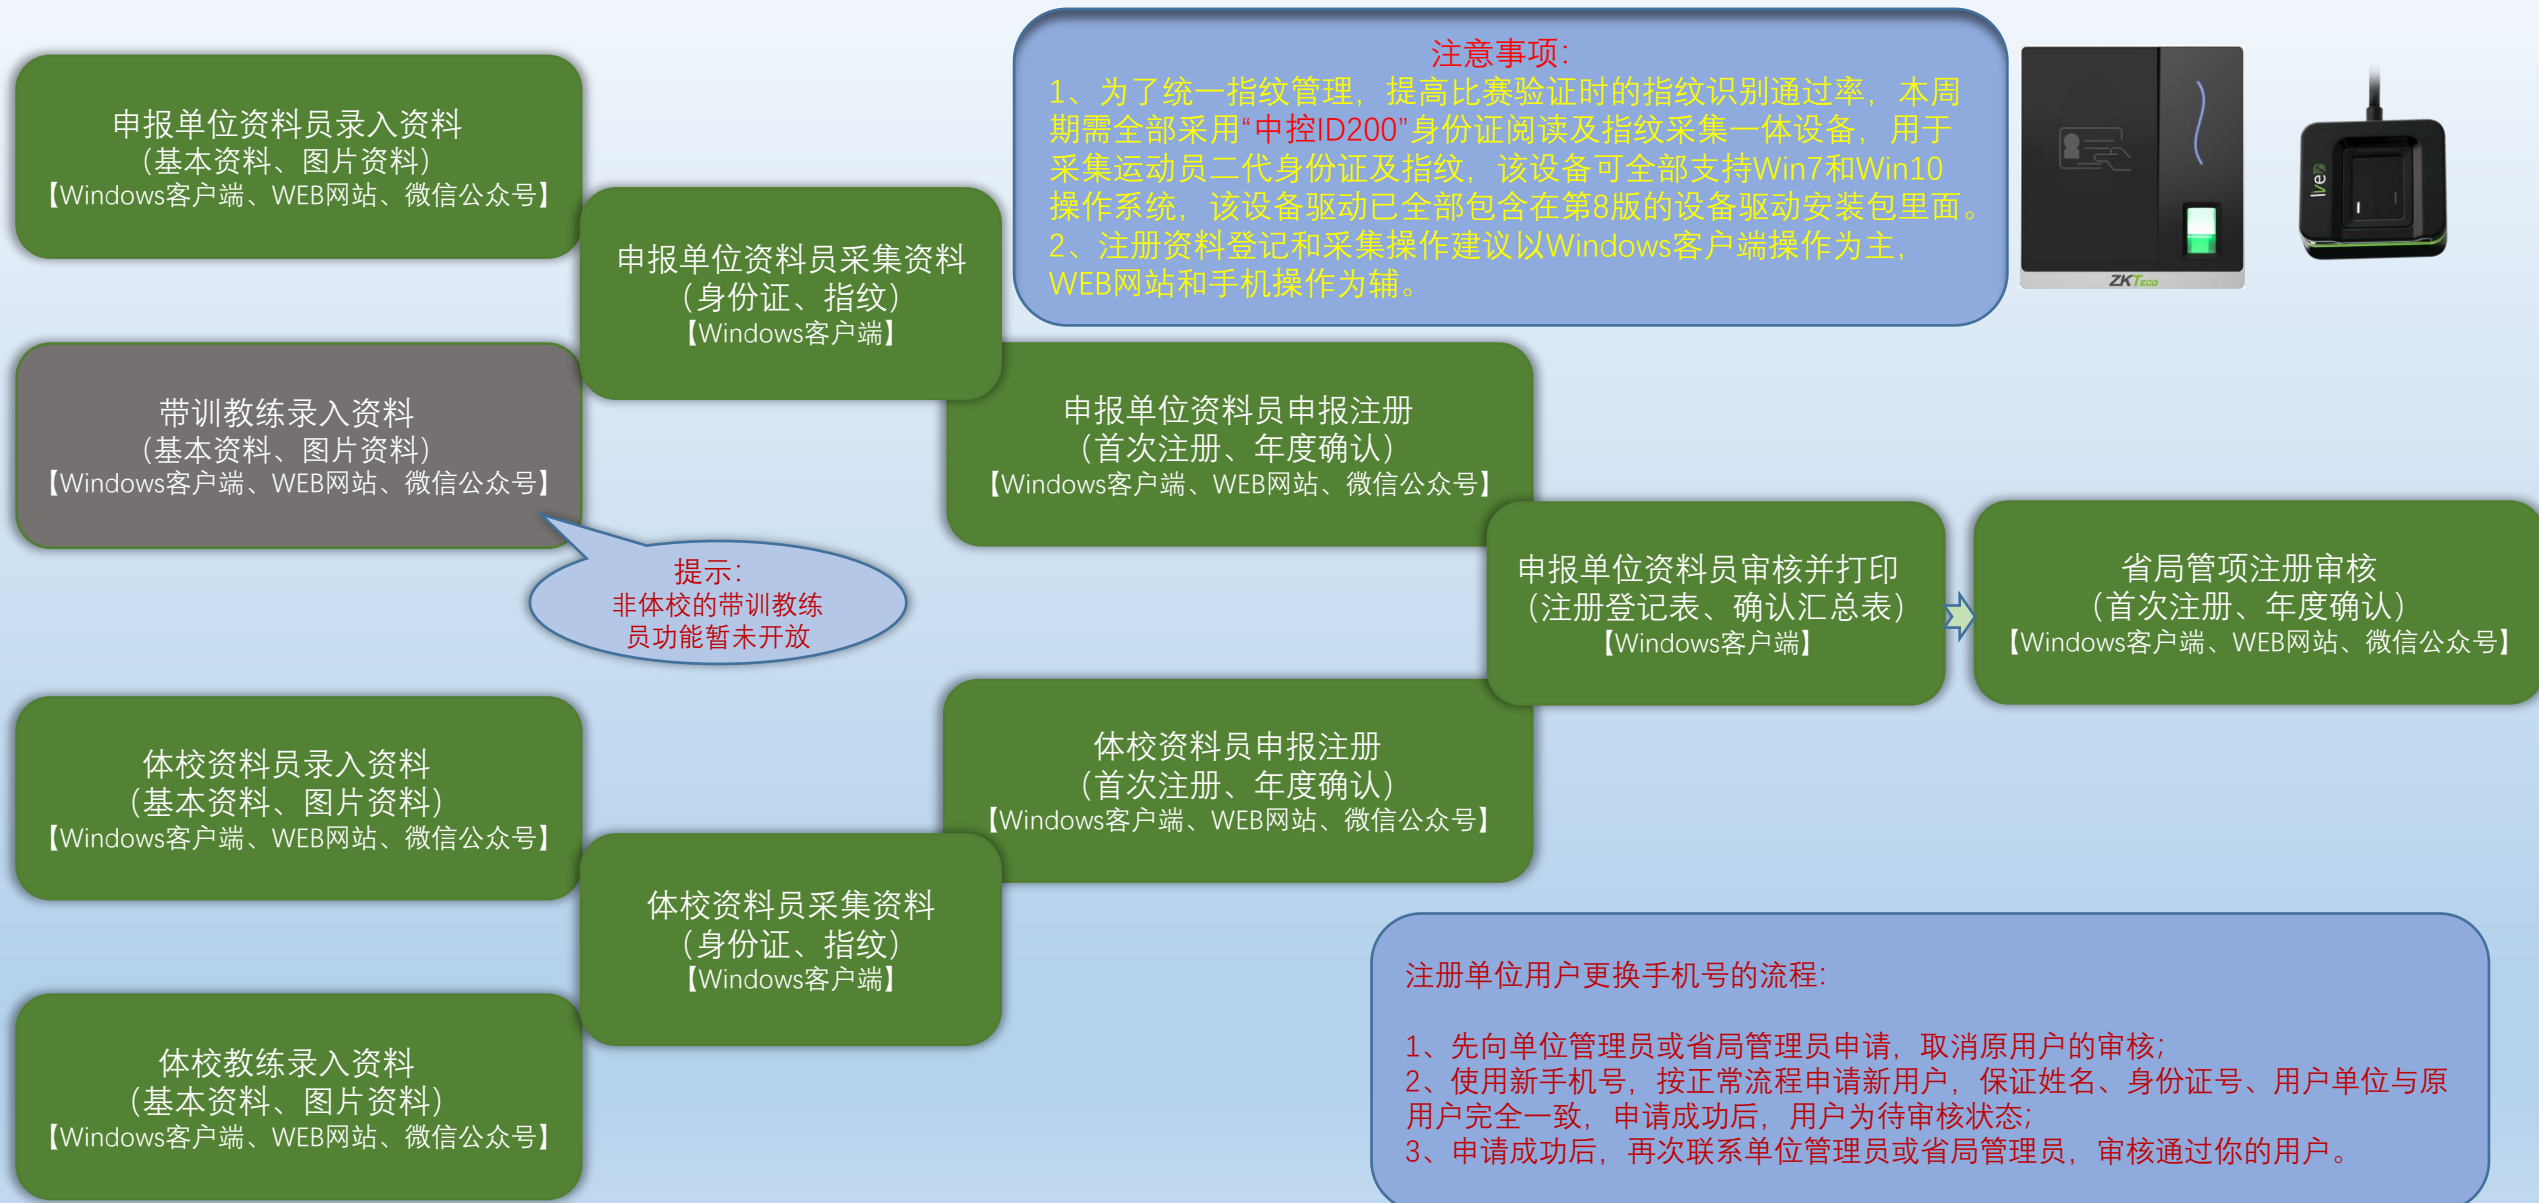 申报单位资料员录入资料
（基本资料、图片资料）
【Windows客户端、WEB网站、微信公众号】
申报单位资料员采集资料
（身份证、指纹）
【Windows客户端】
注意事项：
1、为了统一指纹管理，提高比赛验证时的指纹识别通过率，本周
期需全部采用“中控ID200”身份证阅读及指纹采集一体设备，用于
采集运动员二代身份证及指纹，该设备可全部支持Win7和Win10
操作系统，该设备驱动已全部包含在第8版的设备驱动安装包里面。
2、注册资料登记和采集操作建议以Windows客户端操作为主，
WEB网站和手机操作为辅。
ZKTeco
live
带训教练录入资料
（基本资料、图片资料）
【Windows客户端、WEB网站、微信公众号】
提示：
非体校的带训教练
员功能暂未开放
申报单位资料员申报注册
（首次注册、年度确认）
【Windows客户端、WEB网站、微信公众号】
申报单位资料员审核并打印
（注册登记表、确认汇总表）
【Windows客户端】
省局管项注册审核
（首次注册、年度确认）
【Windows客户端、WEB网站、微信公众号】
体校资料员录入资料
（基本资料、图片资料）
【Windows客户端、WEB网站、微信公众号】
体校资料员申报注册
（首次注册、年度确认）
【Windows客户端、WEB网站、微信公众号】
体校资料员采集资料
（身份证、指纹）
【Windows客户端】
体校教练录入资料
（基本资料、图片资料）
【Windows客户端、WEB网站、微信公众号】
注册单位用户更换手机号的流程：
1、先向单位管理员或省局管理员申请，取消原用户的审核；
2、使用新手机号，按正常流程申请新用户，保证姓名、身份证号、用户单位与原
用户完全一致，申请成功后，用户为待审核状态；
3、申请成功后，再次联系单位管理员或省局管理员，审核通过你的用户。